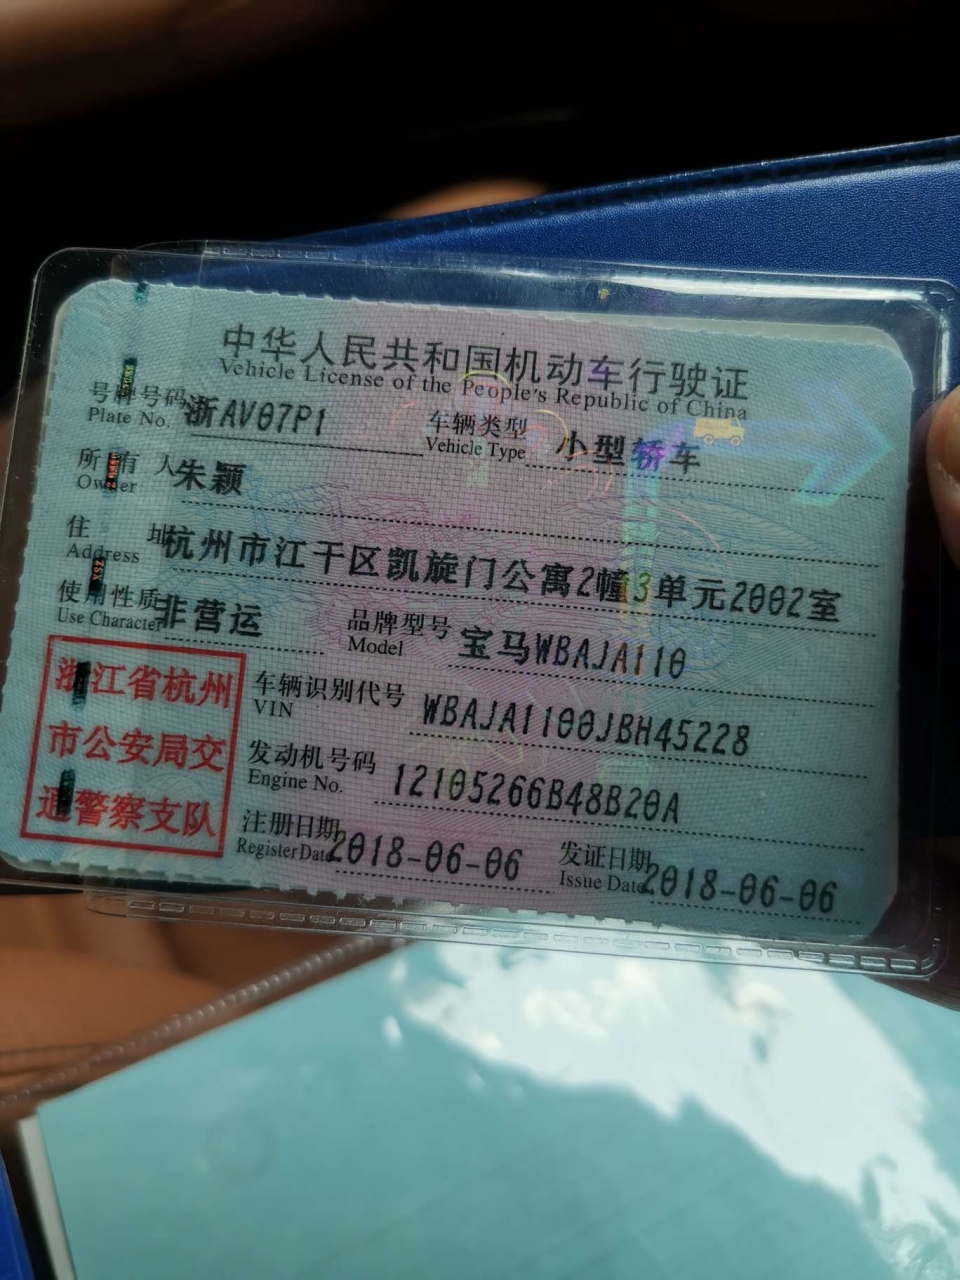 中华人民共和国机动车行驶证
Vehicle License of the People's Republic of China
号牌号码 浙AV07P1 车辆类型 小型轿车
Plate No. Vehicle Type
所有人 朱颖
Owner
住址 杭州市江干区凯旋门公寓2幢3单元2002室
Address
使用性质 非营运 品牌型号 宝马WBAJA110
Use Character Model
浙江省杭州
市公安局交
通警察支队
车辆识别代号 WBAJA1100JBH45228
VIN
发动机号码 12105266B48B20A
Engine No.
注册日期 2018-06-06 发证日期 2018-06-06
Register Date Issue Date